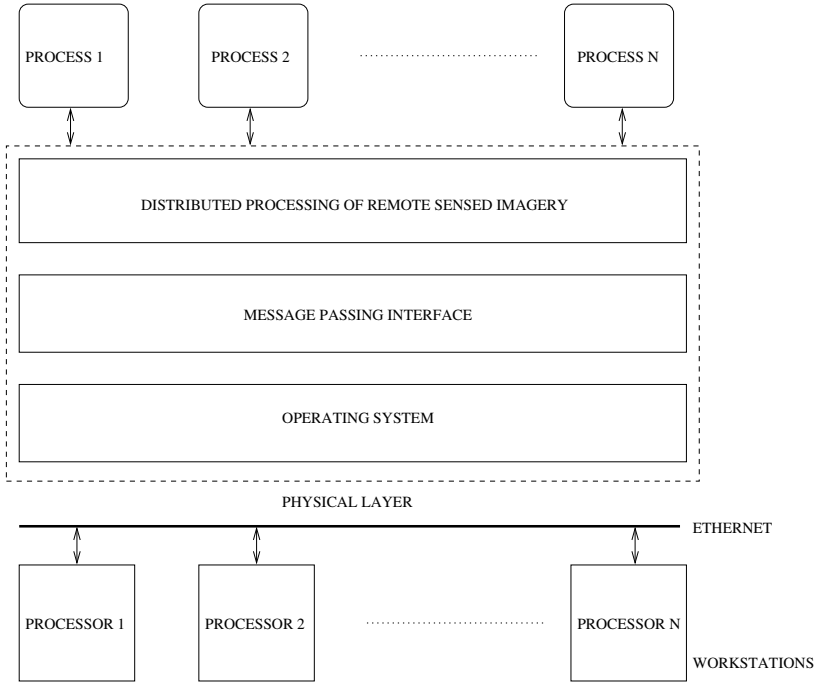 PROCESS 1
PROCESS 2
PROCESS N
DISTRIBUTED PROCESSING OF REMOTE SENSED IMAGERY
MESSAGE PASSING INTERFACE
OPERATING SYSTEM
PHYSICAL LAYER
ETHERNET
PROCESSOR 1
PROCESSOR 2
PROCESSOR N
WORKSTATIONS